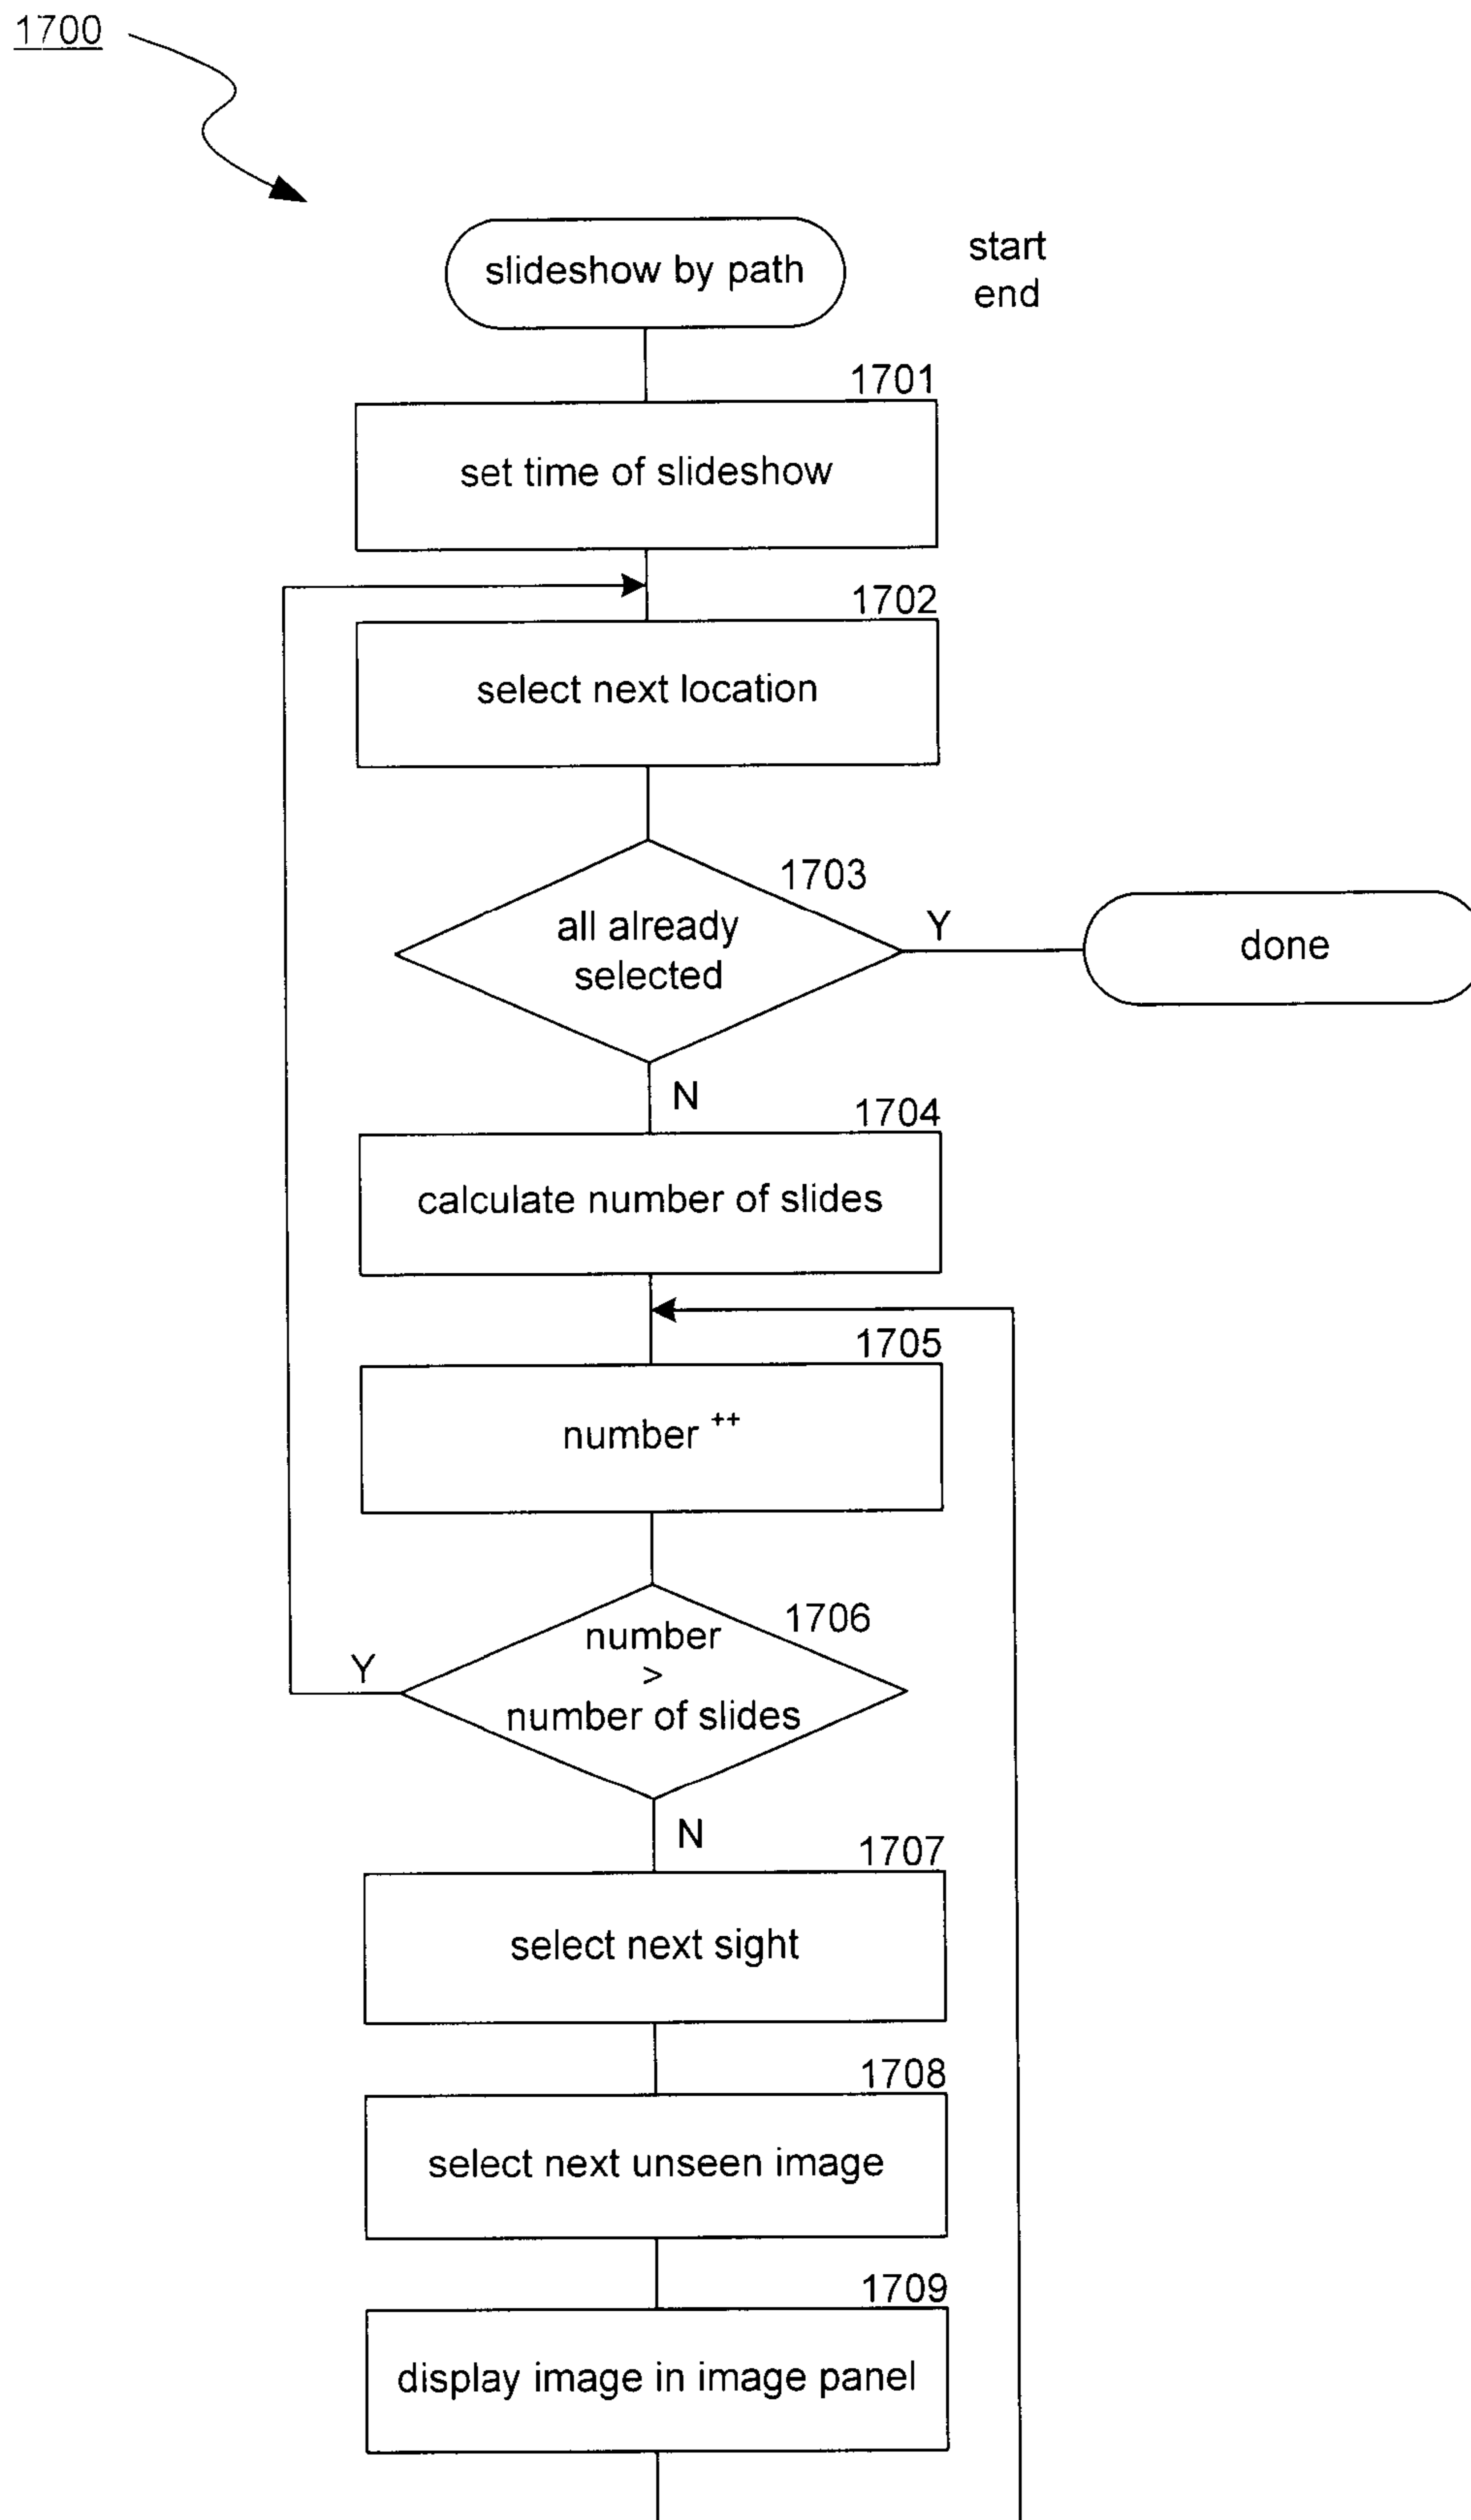 1700
slideshow by path
start
end
1701
set time of slideshow
1702
select next location
1703
all already
selected
Y
done
N
1704
calculate number of slides
1705
number ++
1706
number
>
number of slides
Y
N
1707
select next sight
1708
select next unseen image
1709
display image in image panel